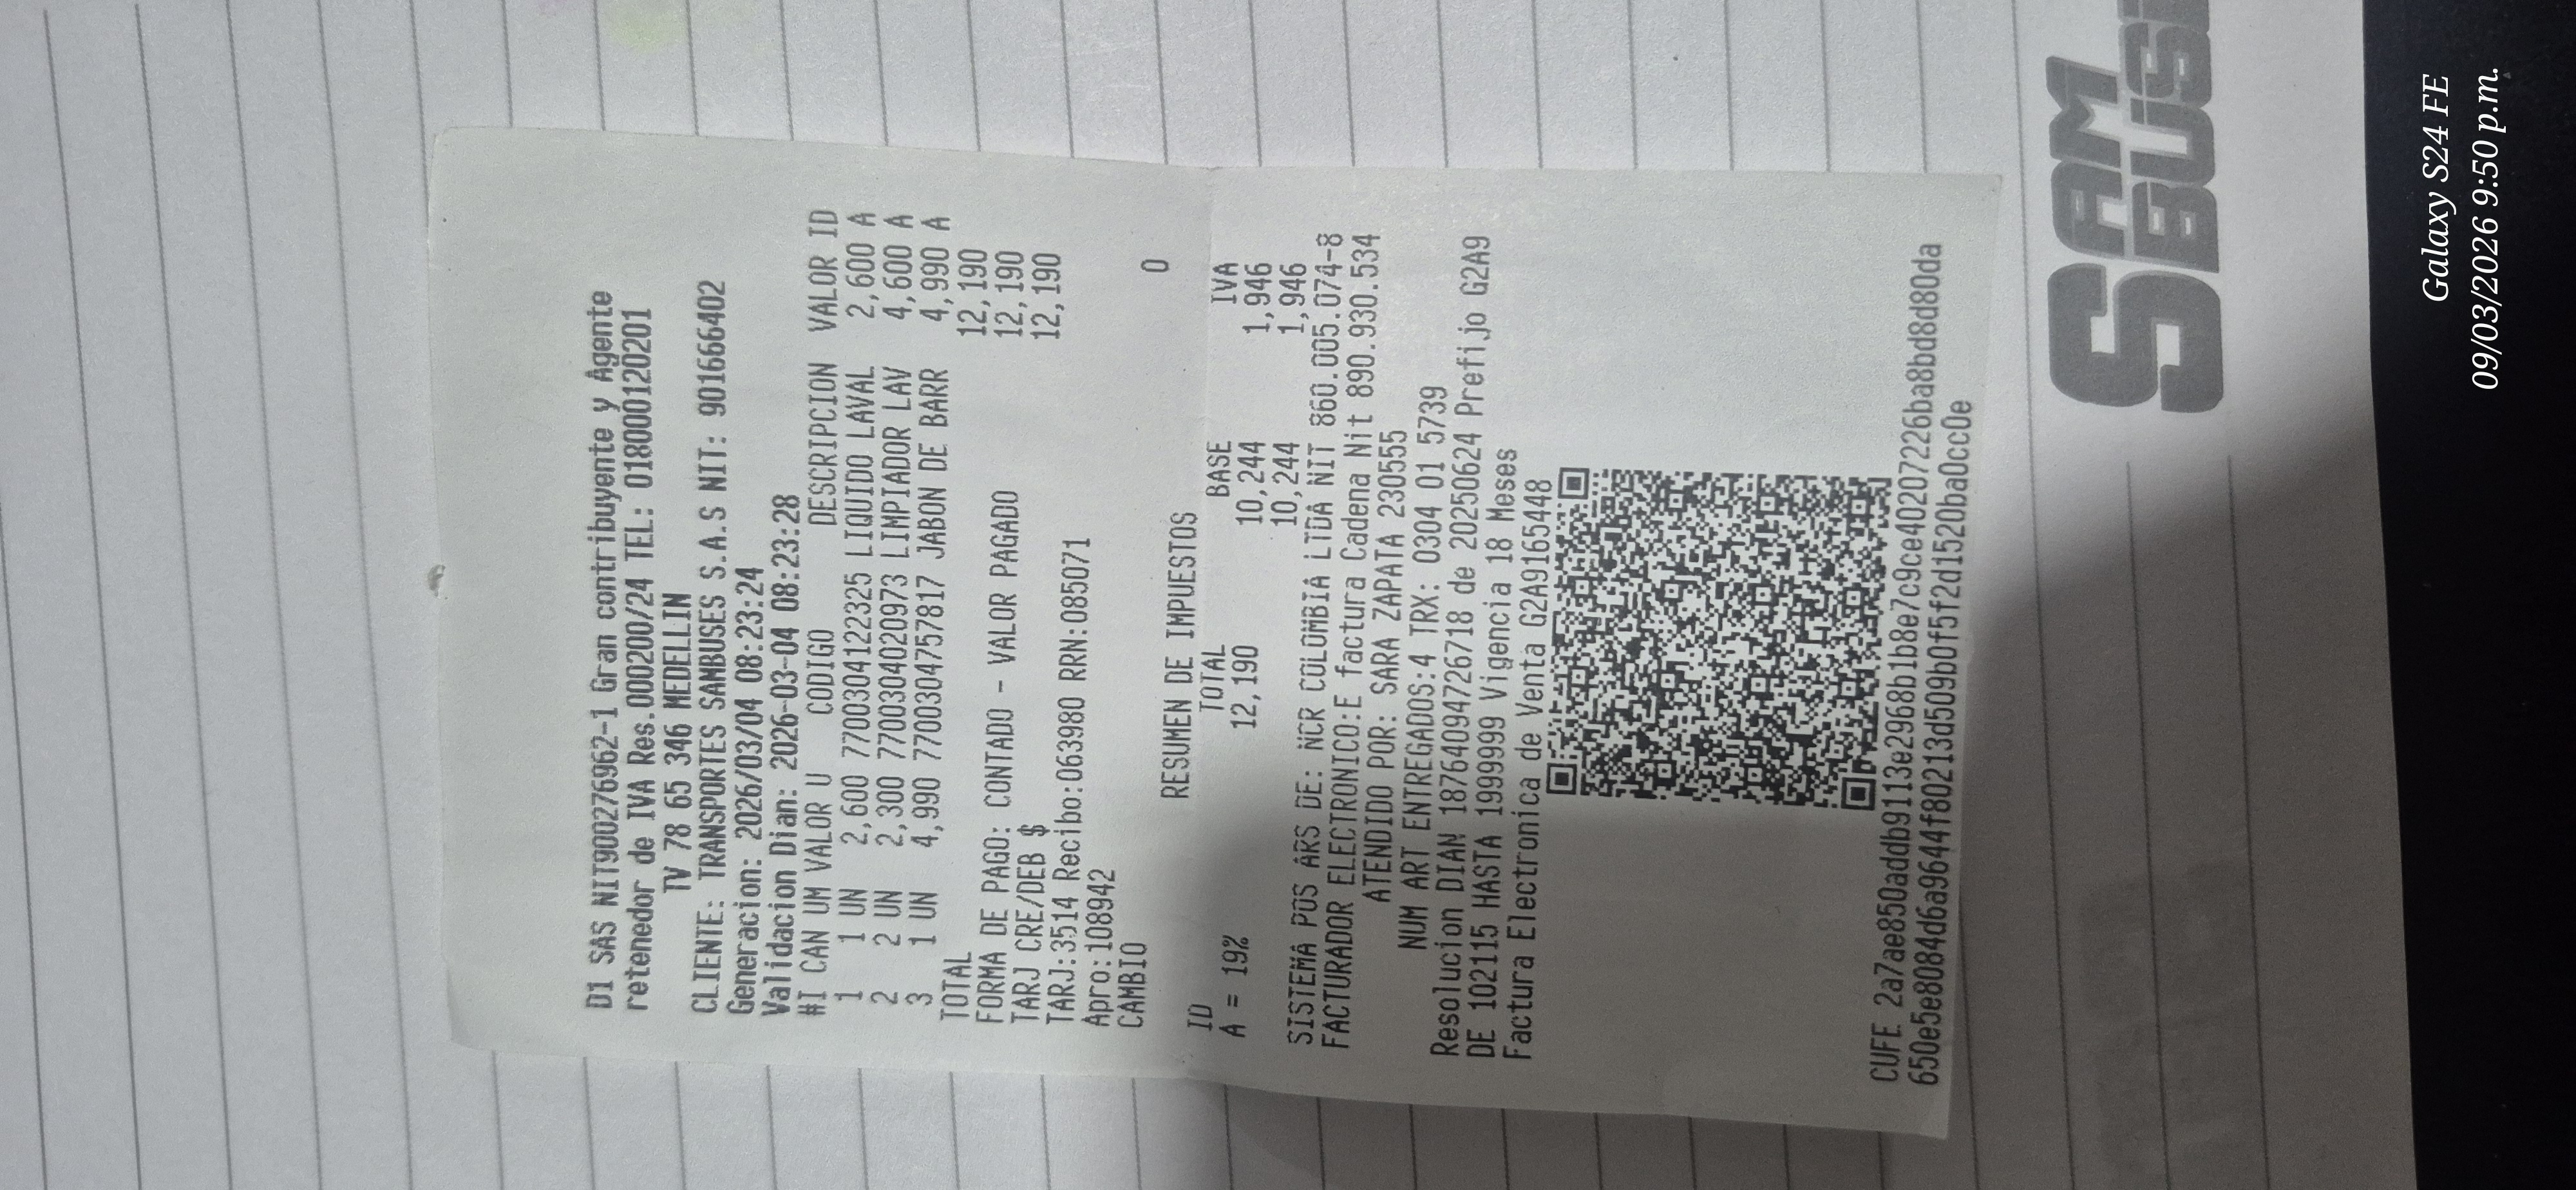 D1 SAS NIT900276962-1 Gran contribuyente y Agente
retenedor de IVA Res.000200/24 TEL: 018000120201
TV 78 65 346 MEDELLIN
CLIENTE: TRANSPORTES SAMBUSES S.A.S NIT: 901666402
Generacion: 2026/03/04 08:23:24
Validacion Dian: 2026-03-04 08:23:28
#I CAN UM VALOR U CODIGO DESCRIPCION VALOR ID
1 1 UN 2,600 7700304122325 LIQUIDO LAVAL 2,600 A
2 2 UN 2,300 7700304020973 LIMPIADOR LAV 4,600 A
3 1 UN 4,990 7700304757817 JABON DE BARR 4,990 A
TOTAL 12,190
FORMA DE PAGO: CONTADO - VALOR PAGADO 12,190
TARJ CRE/DEB $ 12,190
TARJ:3514 Recibo:063980 RRN:085071
Apro:108942
CAMBIO 0
RESUMEN DE IMPUESTOS
ID TOTAL BASE IVA
A = 19% 12,190 10,244 1,946
10,244 1,946
SISTEMA POS ARS DE: NCR COLOMBIA LTDA NIT 860.005.074-8
FACTURADOR ELECTRONICO:E factura Cadena Nit 890.930.534
ATENDIDO POR: SARA ZAPATA 230555
NUM ART ENTREGADOS:4 TRX: 0304 01 5739
Resolucion DIAN 18764094726718 de 20250624 Prefijo G2A9
DE 102115 HASTA 1999999 Vigencia 18 Meses
Factura Electronica de Venta G2A9165448
CUFE 2a7ae850addb9113e2968b1b8e7c9ce40207226ba8bd8d80da
650e5e8084d6a9644f80213d509b0f5f2d1520ba0cc0e
SAM
BUSES
Galaxy S24 FE
09/03/2026 9:50 p.m.